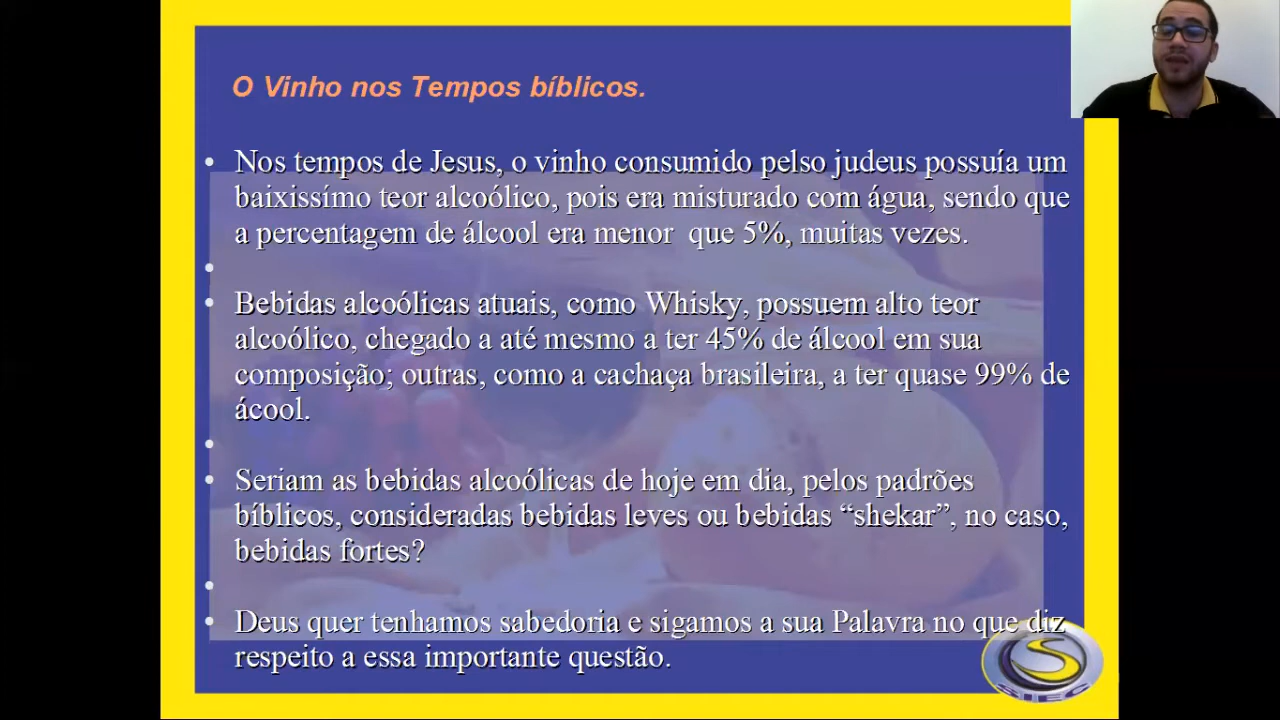 O Vinho nos Tempos bíblicos.
• Nos tempos de Jesus, o vinho consumido pelso judeus possuía um
baixissímo teor alcoólico, pois era misturado com água, sendo que
a percentagem de álcool era menor  que 5%, muitas vezes.
•
• Bebidas alcoólicas atuais, como Whisky, possuem alto teor
alcoólico, chegado a até mesmo a ter 45% de álcool em sua
composição; outras, como a cachaça brasileira, a ter quase 99% de
ácool.
•
• Seriam as bebidas alcoólicas de hoje em dia, pelos padrões
bíblicos, consideradas bebidas leves ou bebidas “shekar”, no caso,
bebidas fortes?
•
• Deus quer tenhamos sabedoria e sigamos a sua Palavra no que diz
respeito a essa importante questão.
S